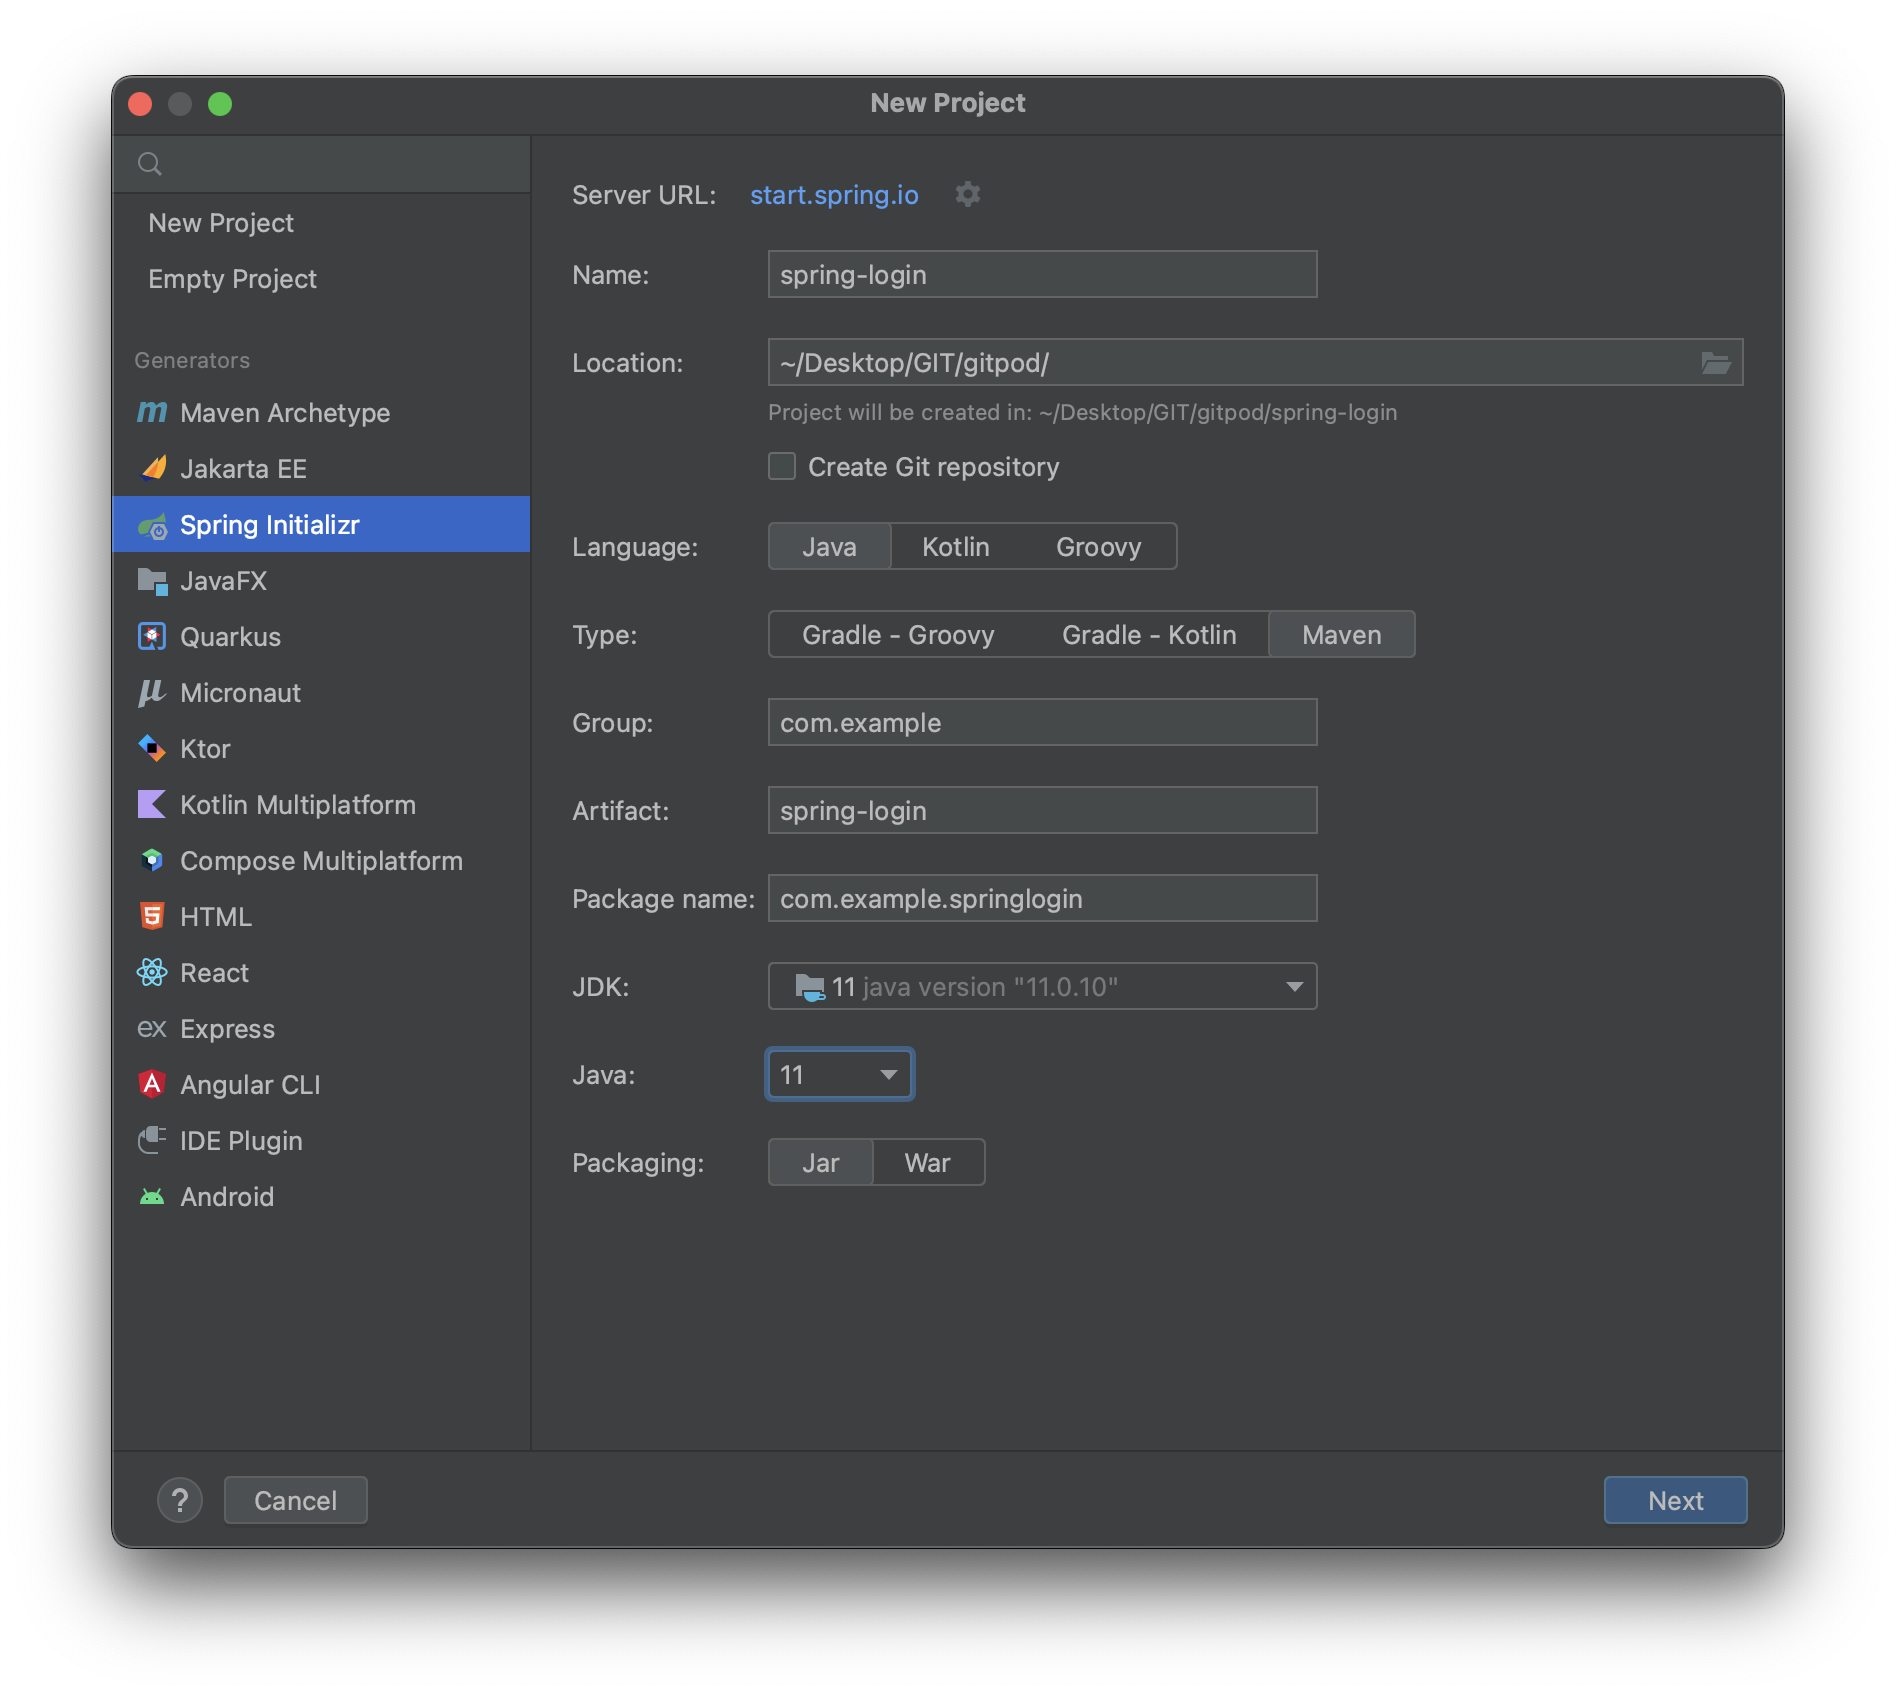 New Project
New Project
Empty Project
Generators
Maven Archetype
Jakarta EE
Spring Initializr
JavaFX
Quarkus
Micronaut
Ktor
Kotlin Multiplatform
Compose Multiplatform
HTML
React
ex Express
Angular CLI
IDE Plugin
Android
Server URL: start.spring.io
Name: spring-login
Location: ~/Desktop/GIT/gitpod/
Project will be created in: ~/Desktop/GIT/gitpod/spring-login
Create Git repository
Language: Java Kotlin Groovy
Type: Gradle - Groovy Gradle - Kotlin Maven
Group: com.example
Artifact: spring-login
Package name: com.example.springlogin
JDK: 11 java version "11.0.10"
Java: 11
Packaging: Jar War
? Cancel Next